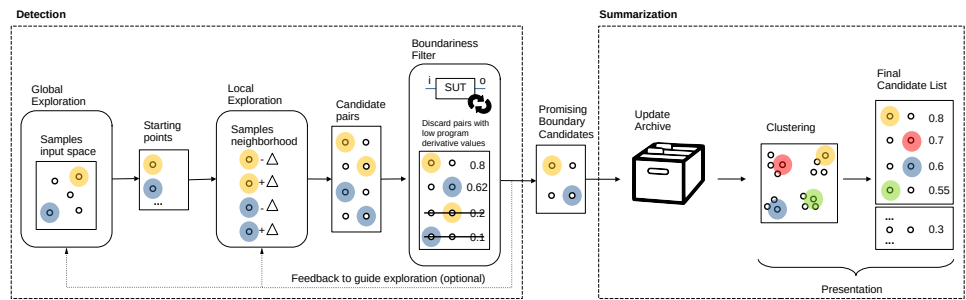 Detection
Summarization
Global
Exploration
Samples
input space
Starting
points
...
Local
Exploration
Samples
neighborhood
- Δ
+ Δ
- Δ
+ Δ
Candidate
pairs
Boundariness
Filter
i
SUT
o
Discard pairs with
low program
derivative values
0.8
0.62
0.2
0.1
Feedback to guide exploration (optional)
Promising
Boundary
Candidates
Update
Archive
Clustering
Final
Candidate List
0.8
0.7
0.6
0.55
...
0.3
...
Presentation